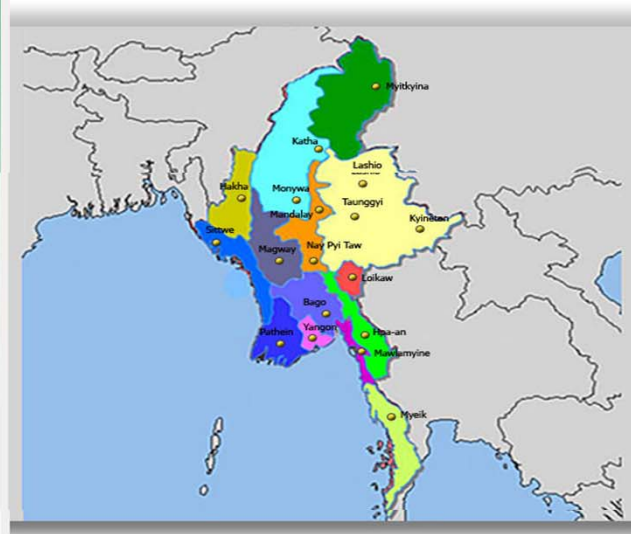 Myitkyina
Katha
Lashio
Hakha
Monywa
Taunggyi
Mandalay
Kyineton
Sittwe
Magway
Nay Pyi Taw
Loikaw
Bago
Pathein
Yangon
Hpa-an
Mawlamyine
Myeik